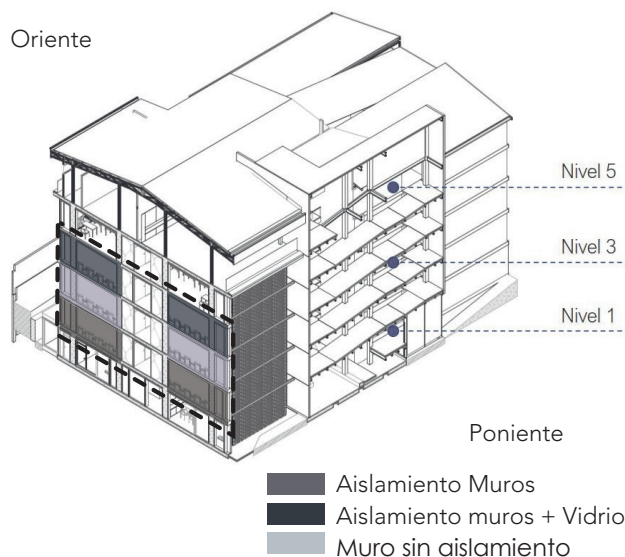 Oriente
Nivel 5
Nivel 3
Nivel 1
Poniente
Aislamiento Muros
Aislamiento muros + Vidrio
Muro sin aislamiento